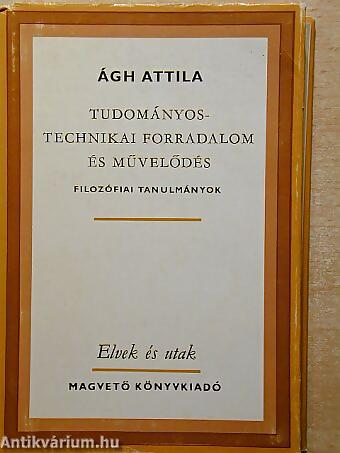 ÁGH ATTILA
TUDOMÁNYOS-
TECHNIKAI FORRADALOM
ÉS MŰVELŐDÉS
FILOZÓFIAI TANULMÁNYOK
Elvek és utak
MAGVETŐ KÖNYVKIADÓ
Antikvárium.hu